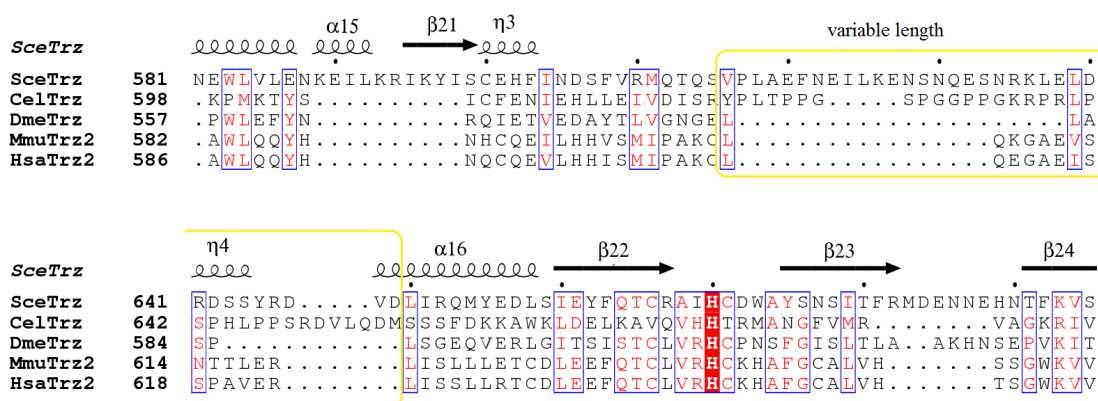 variable length
α15 β21 η3
SceTrz
SceTrz 581 NEWLVLENKEILKRIKYISCEHFINDSFVRMQTQSVPLAEFNEILKENSNQESNRKLELD
CelTrz 598 .KPMKTYS..........ICFENIEHLLEIVDISRYPLTPPG.....SPGGPPGKRPRLP
DmeTrz 557 .PWLEFYN..........RQIETVEDAYTLVGNGEL......................LA
MmuTrz2 582 .AWLQQYH..........NHCQEILHHVSMIPAKCL.................QKGAEVS
HsaTrz2 586 .AWLQQYH..........NQCQEVLHHISMIPAKCL.................QEGAEIS
η4 α16 β22 β23 β24
SceTrz
SceTrz 641 RDSSYRD.....VDLIRQMYEDLSIEYFQTCRAIHCDWAYSNSITFRMDENNEHNTFKVS
CelTrz 642 SPHLPPSRDVLQDMSSSFDKKAWKLDELKAVQVHHTRMANGFVMR........VAGKRIV
DmeTrz 584 SP............LSGEQVERLGITSISTCLVRHCPNSFGISLTLA..AKHNSEPVKIT
MmuTrz2 614 NTTLER........LISLLLETCDLEEFQTCLVRHCKHAFGCALVH.......SSGWKVV
HsaTrz2 618 SPAVER........LISSLLRTCDLEEFQTCLVRHCKHAFGCALVH.......TSGWKVV